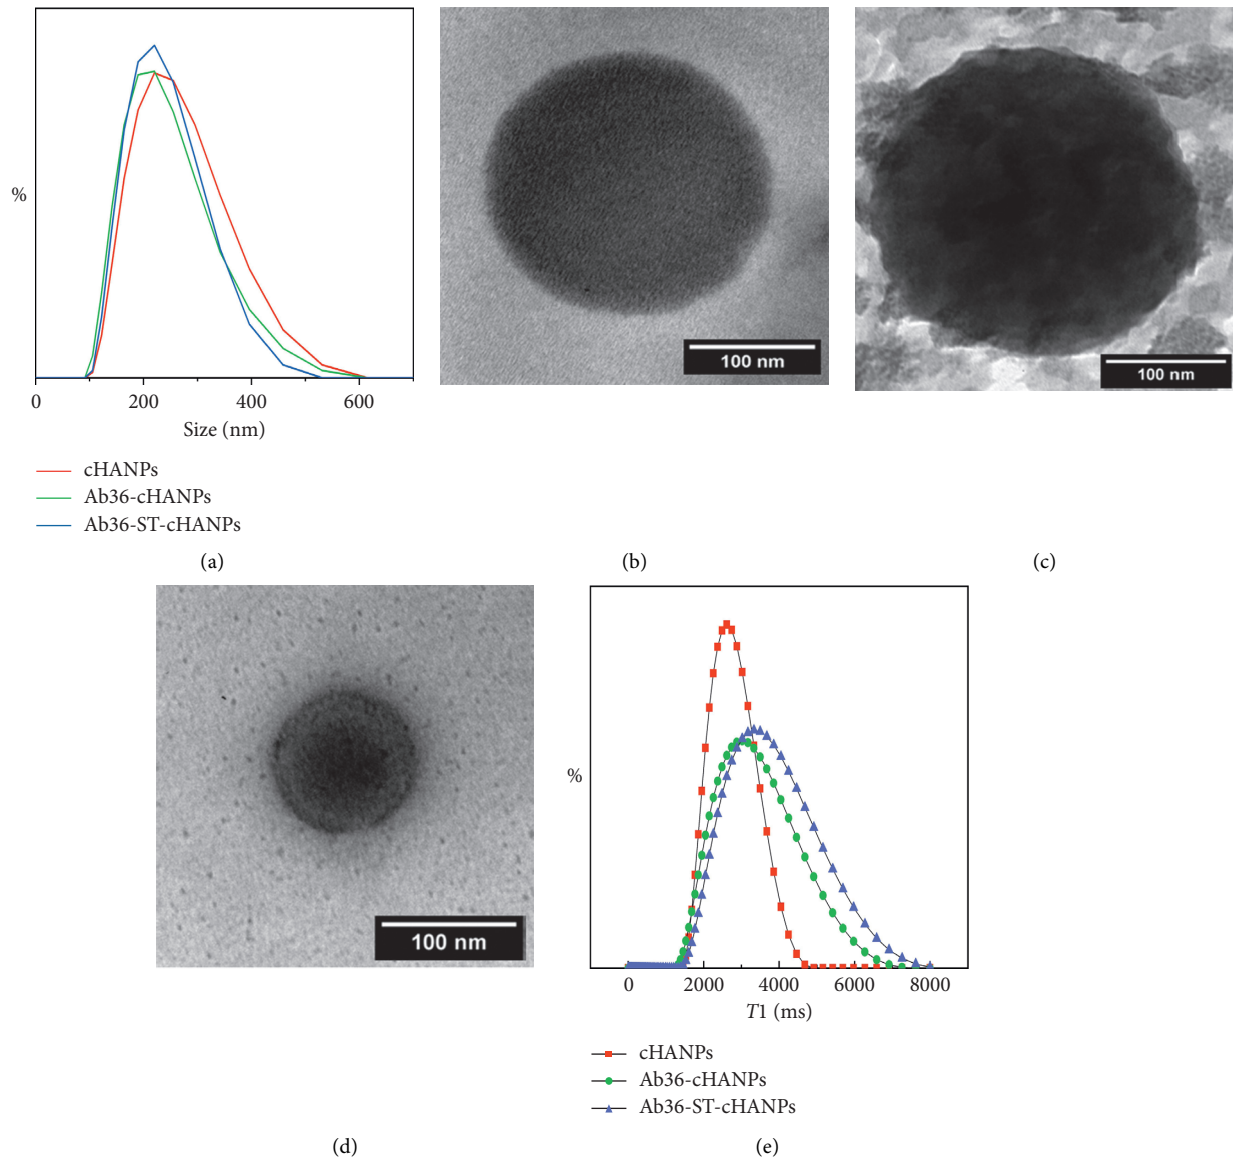 %
0
200
400
600
Size (nm)
cHANPs
Ab36-cHANPs
Ab36-ST-cHANPs
(a)
100 nm
(b)
100 nm
(c)
100 nm
(d)
%
0
2000
4000
6000
8000
T1 (ms)
cHANPs
Ab36-cHANPs
Ab36-ST-cHANPs
(e)